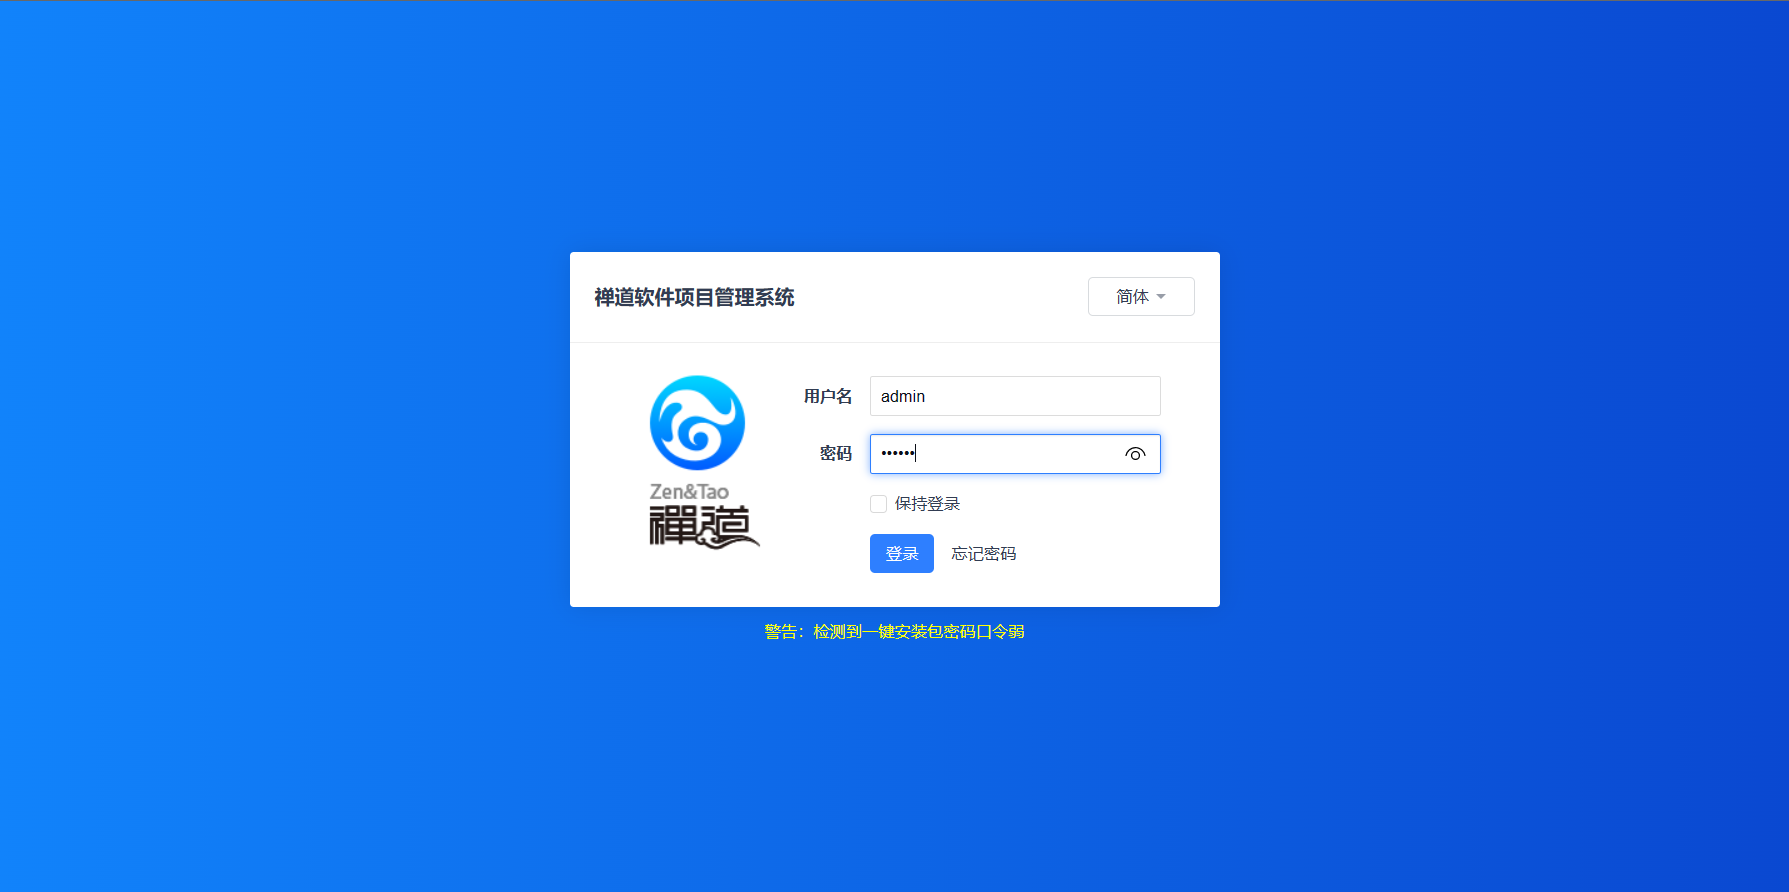 禅道软件项目管理系统
简体
Zen&Tao
禪道
用户名
admin
密码
••••••
保持登录
登录
忘记密码
警告：检测到一键安装包密码口令弱